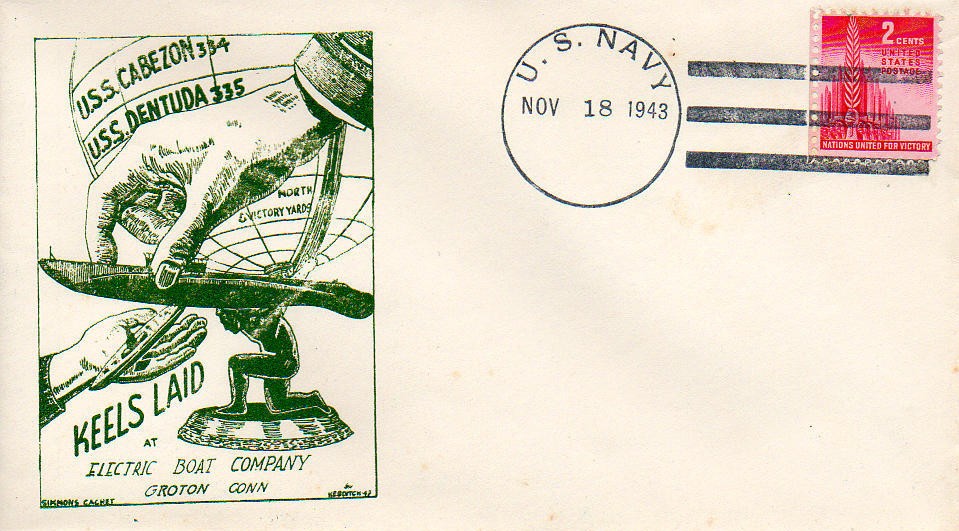 U.S.S. CABEZON 334
U.S.S. DENTUDA 335
NORTH
& VICTORY YARDS
KEELS LAID
AT
ELECTRIC BOAT COMPANY
GROTON CONN
SIMMONS CACHET
by
U. S. NAVY
NOV 18 1943
2 CENTS
UNITED
STATES
POSTAGE
NATIONS UNITED FOR VICTORY